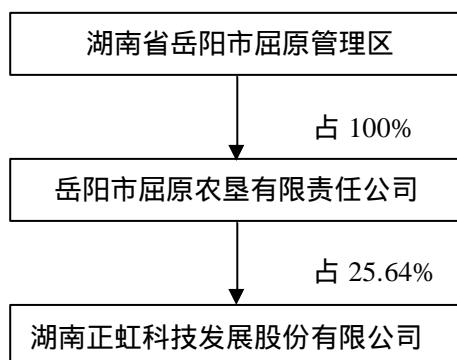 湖南省岳阳市屈原管理区
占 100%
岳阳市屈原农垦有限责任公司
占 25.64%
湖南正虹科技发展股份有限公司